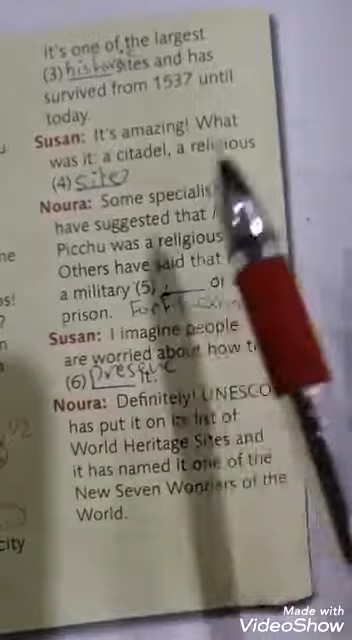 it's one of the largest
(3) historsites and has
survived from 1537 until
today.
Susan: It's amazing! What
was it: a citadel, a religious
(4) site?
Noura: Some specialis
have suggested that
Picchu was a religious
Others have said that
a military (5) or
prison.
Susan: I imagine people
are worried about how t
(6) preserve it.
Noura: Definitely! UNESCO
has put it on its list of
World Heritage Sites and
it has named it one of the
New Seven Wonders of the
World.
city
Made with
VideoShow